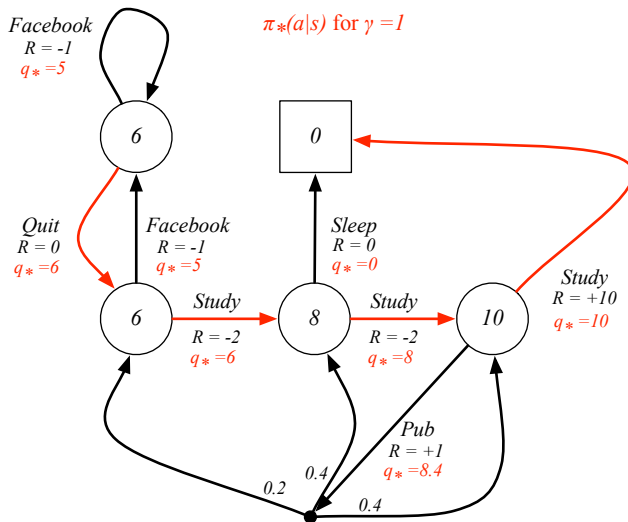 Facebook
R = -1
q* =5
π*(a|s) for γ =1
6
0
Quit
R = 0
q* =6
Facebook
R = -1
q* =5
Sleep
R = 0
q* =0
Study
R = +10
q* =10
6
Study
R = -2
q* =6
8
Study
R = -2
q* =8
10
Pub
R = +1
q* =8.4
0.2
0.4
0.4